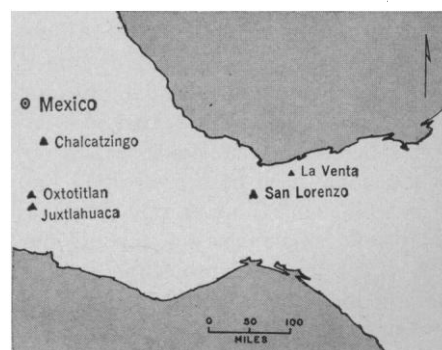 Mexico
Chalcatzingo
La Venta
Oxtotitlan
San Lorenzo
Juxtlahuaca
0 50 100
MILES